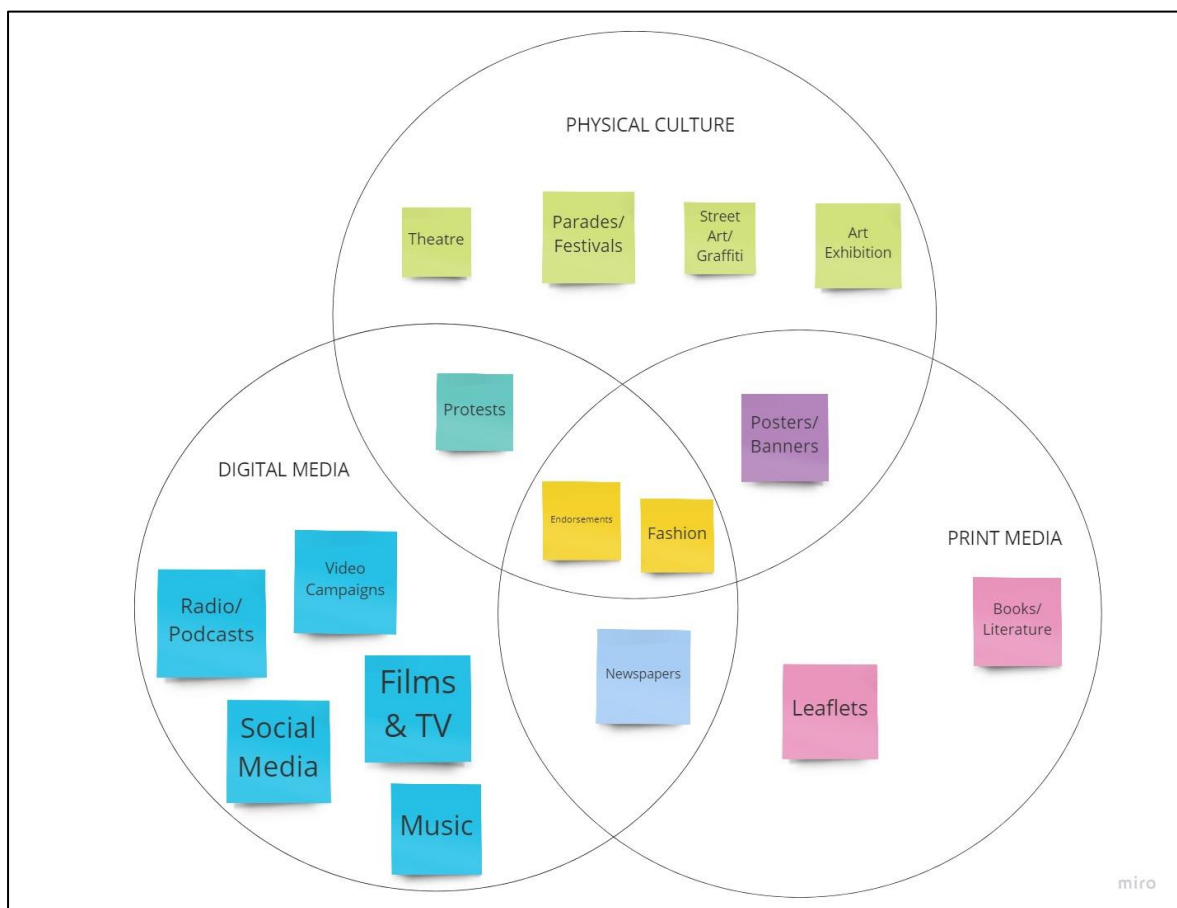 PHYSICAL CULTURE
Theatre
Parades/
Festivals
Street
Art/
Graffiti
Art
Exhibition
Protests
Posters/
Banners
DIGITAL MEDIA
Endorsements
Fashion
PRINT MEDIA
Video
Campaigns
Radio/
Podcasts
Books/
Literature
Films
& TV
Newspapers
Leaflets
Social
Media
Music
miro